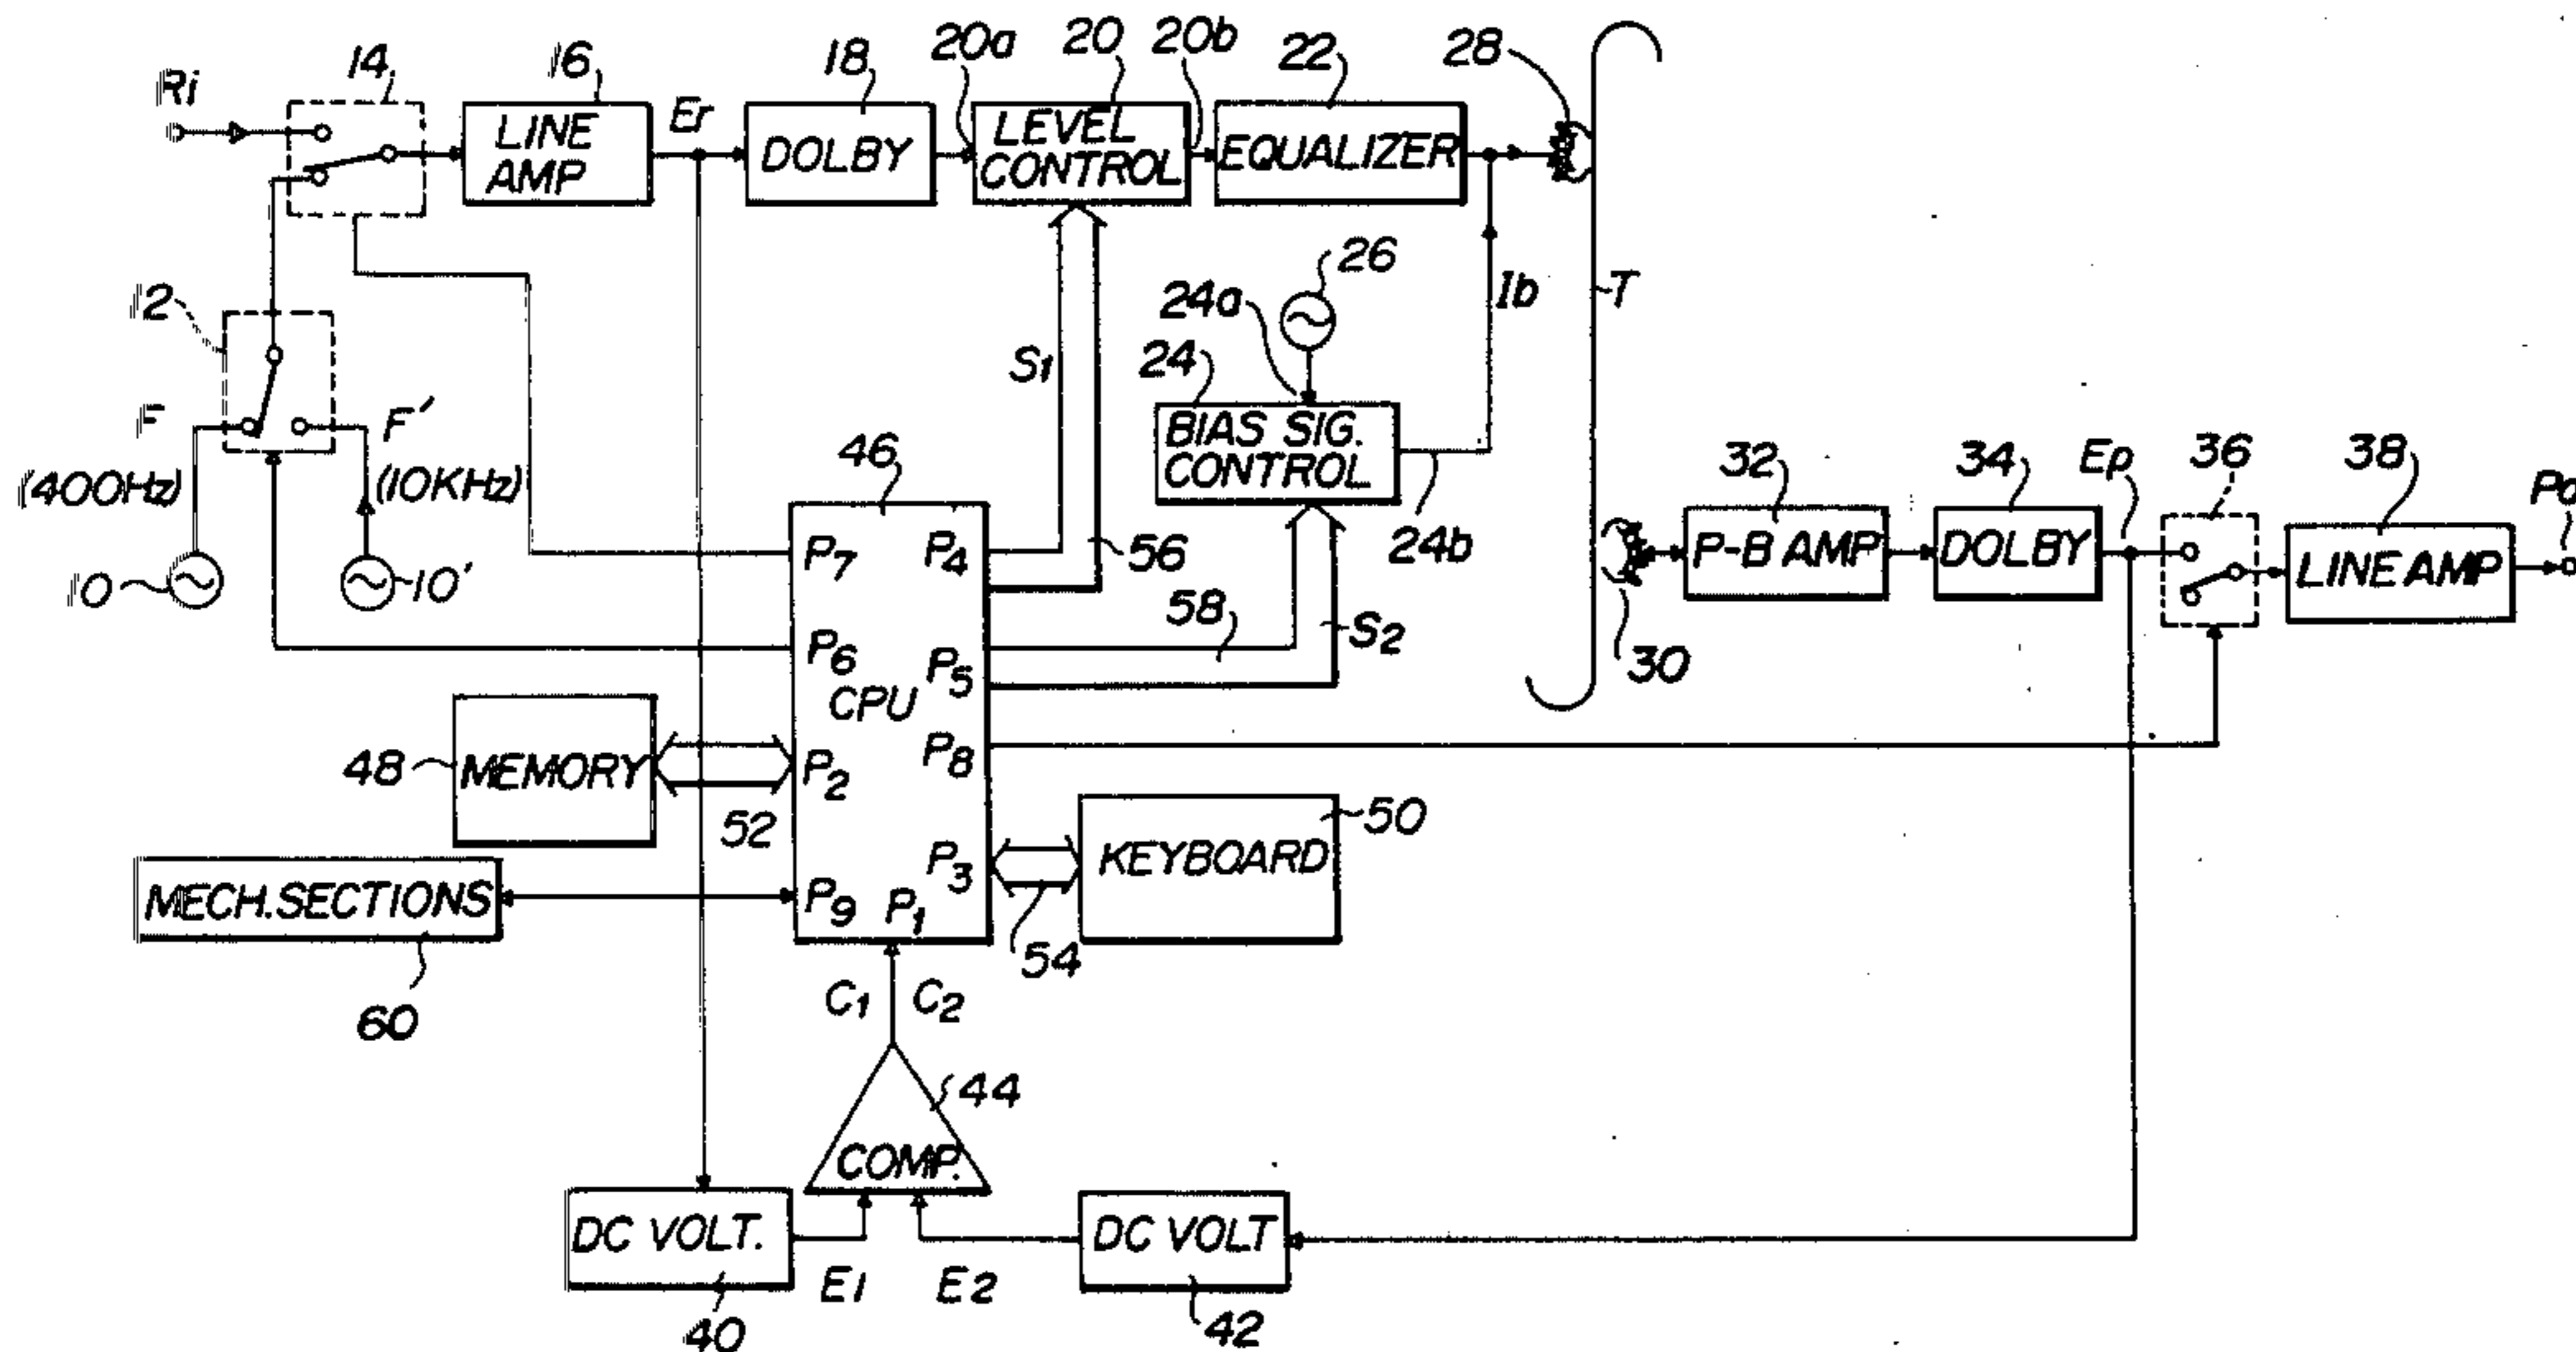 Ri
14
16
LINE AMP
Er
18
DOLBY
20a
20
LEVEL CONTROL
20b
22
EQUALIZER
28
12
F
(400Hz)
10
F'
(10KHz)
10'
S1
26
24a
24
BIAS SIG. CONTROL
24b
Ib
T
46
P7
P4
56
P6
CPU
P5
58
S2
P2
P8
P3
P9
P1
48
MEMORY
52
50
KEYBOARD
54
MECH.SECTIONS
60
30
32
P-B AMP
34
DOLBY
Ep
36
38
LINE AMP
C1
C2
44
COMP.
DC VOLT.
40
E1
E2
DC VOLT
42